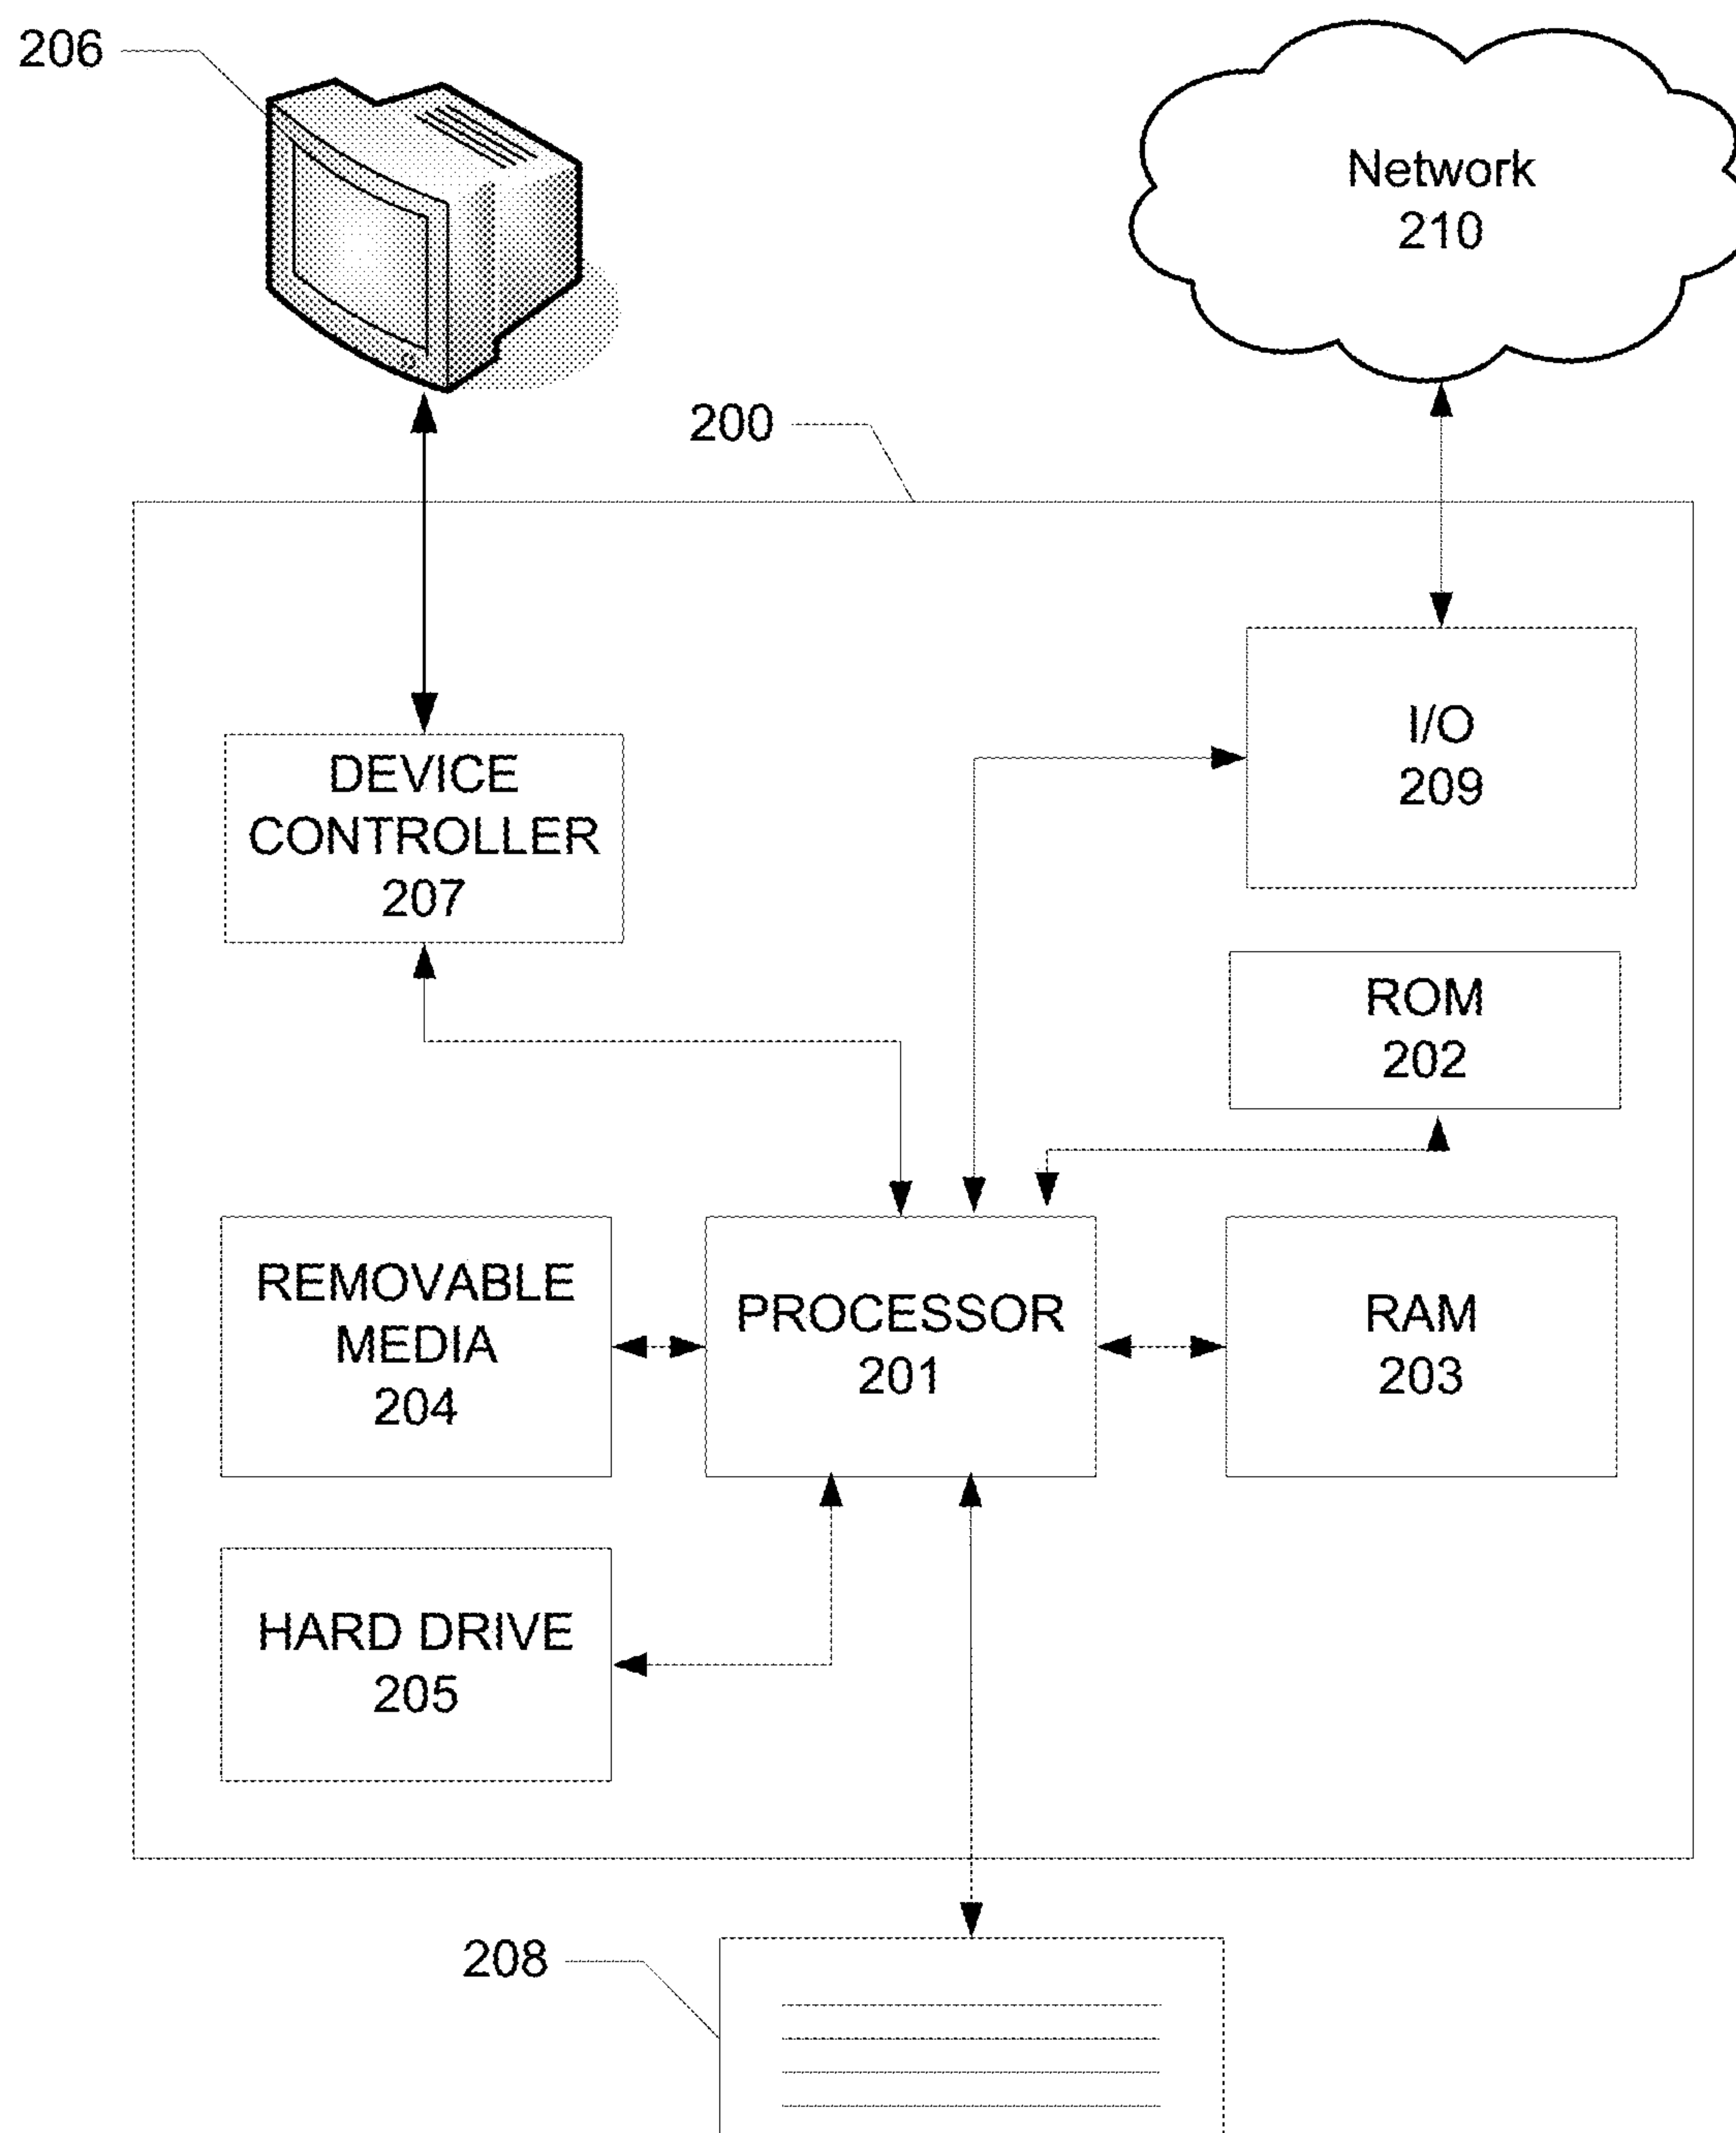 206
Network
210
200
I/O
209
DEVICE
CONTROLLER
207
ROM
202
REMOVABLE
MEDIA
204
PROCESSOR
201
RAM
203
HARD DRIVE
205
208